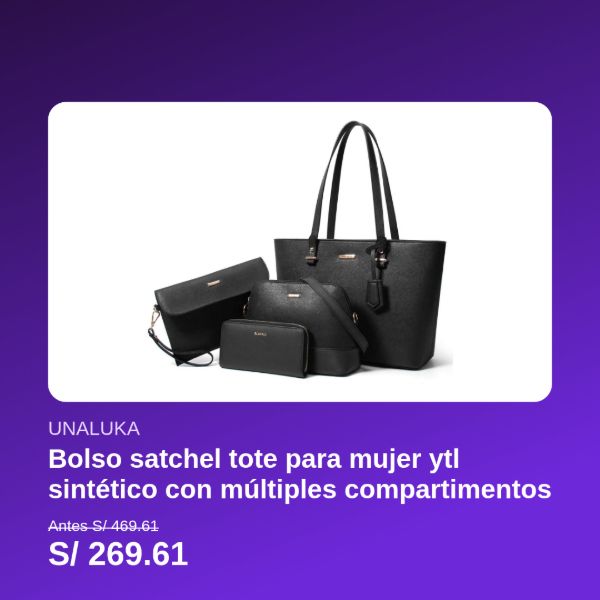 UNALUKA
Bolso satchel tote para mujer ytl
sintético con múltiples compartimentos
Antes S/ 469.61
S/ 269.61